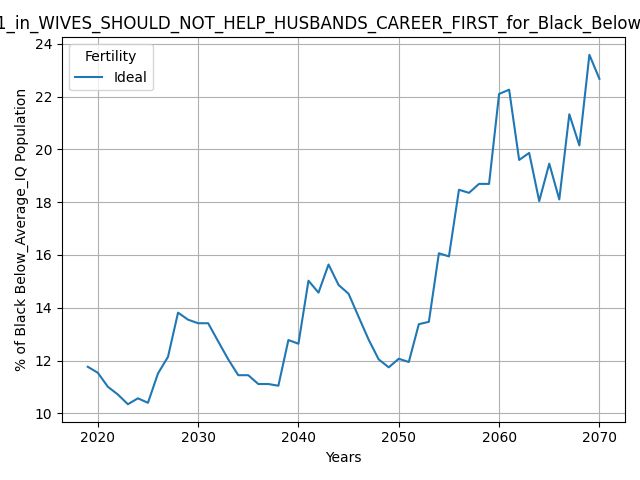 1_in_WIVES_SHOULD_NOT_HELP_HUSBANDS_CAREER_FIRST_for_Black_Below
Fertility
Ideal
24
22
20
18
16
14
12
10
% of Black Below_Average_IQ Population
2020 2030 2040 2050 2060 2070
Years